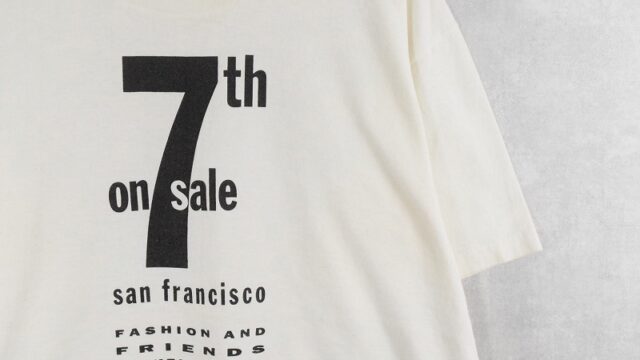 7th
on sale
san francisco
FASHION AND
FRIENDS